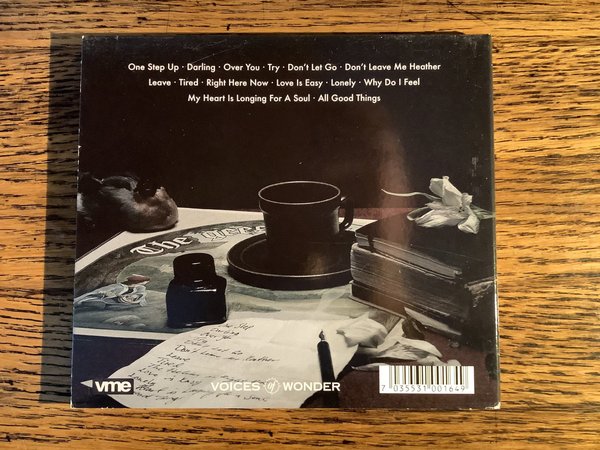 One Step Up · Darling · Over You · Try · Don't Let Go · Don't Leave Me Heather
Leave · Tired · Right Here Now · Love Is Easy · Lonely · Why Do I Feel
My Heart Is Longing For A Soul · All Good Things
The
vme
VOICES of WONDER
7 035531 001649